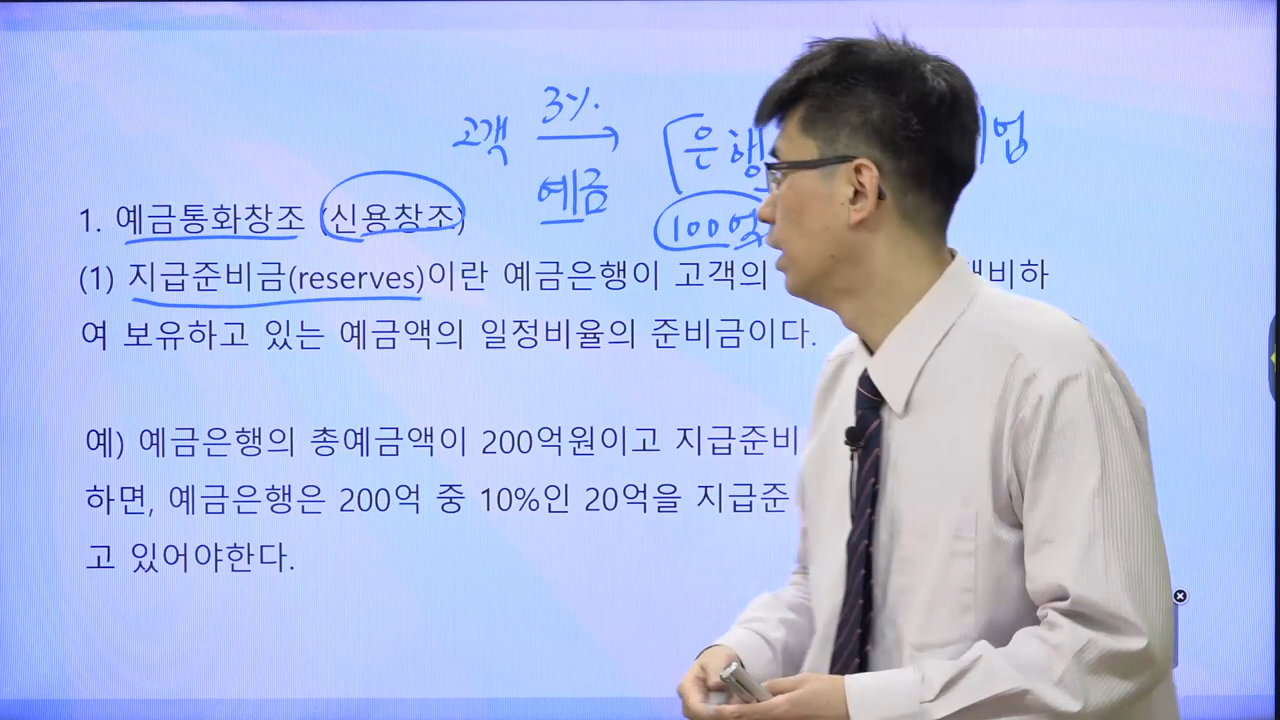 3%
고객 → [은행 업
예금
100억
1. 예금통화창조 (신용창조)
(1) 지급준비금(reserves)이란 예금은행이 고객의
여 보유하고 있는 예금액의 일정비율의 준비금이다.
예) 예금은행의 총예금액이 200억원이고 지급준비
하면, 예금은행은 200억 중 10%인 20억을 지급준
고 있어야한다.